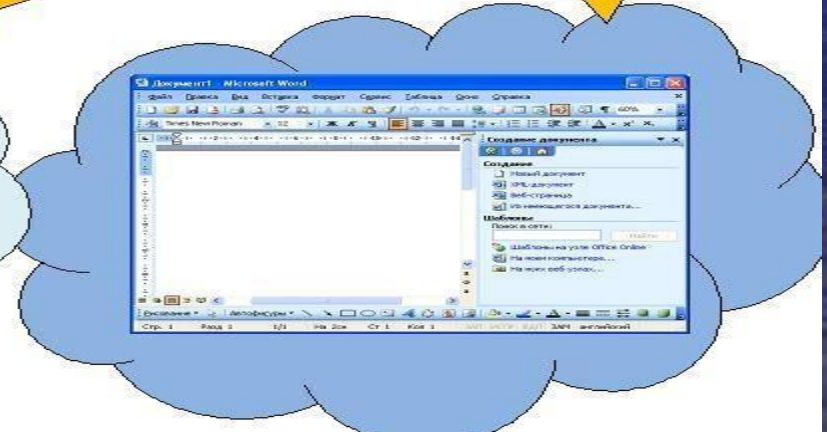 Документ1 - Microsoft Word
Файл Правка Вид Вставка Формат Сервис Таблица Окно Справка
60%
Times New Roman 12 Ж К Ч
Создание документа
Создание
Новый документ
XML-документ
Веб-страница
Из имеющегося документа...
Шаблоны
Поиск в сети:
Найти
Шаблоны на узле Office Online
На моем компьютере...
На моих веб-узлах...
Рисование Автофигуры
Стр. 1 Разд 1 1/1 На 2см Ст 1 Кол 1 ЗАП ИСПР ВДЛ ЗАМ английский